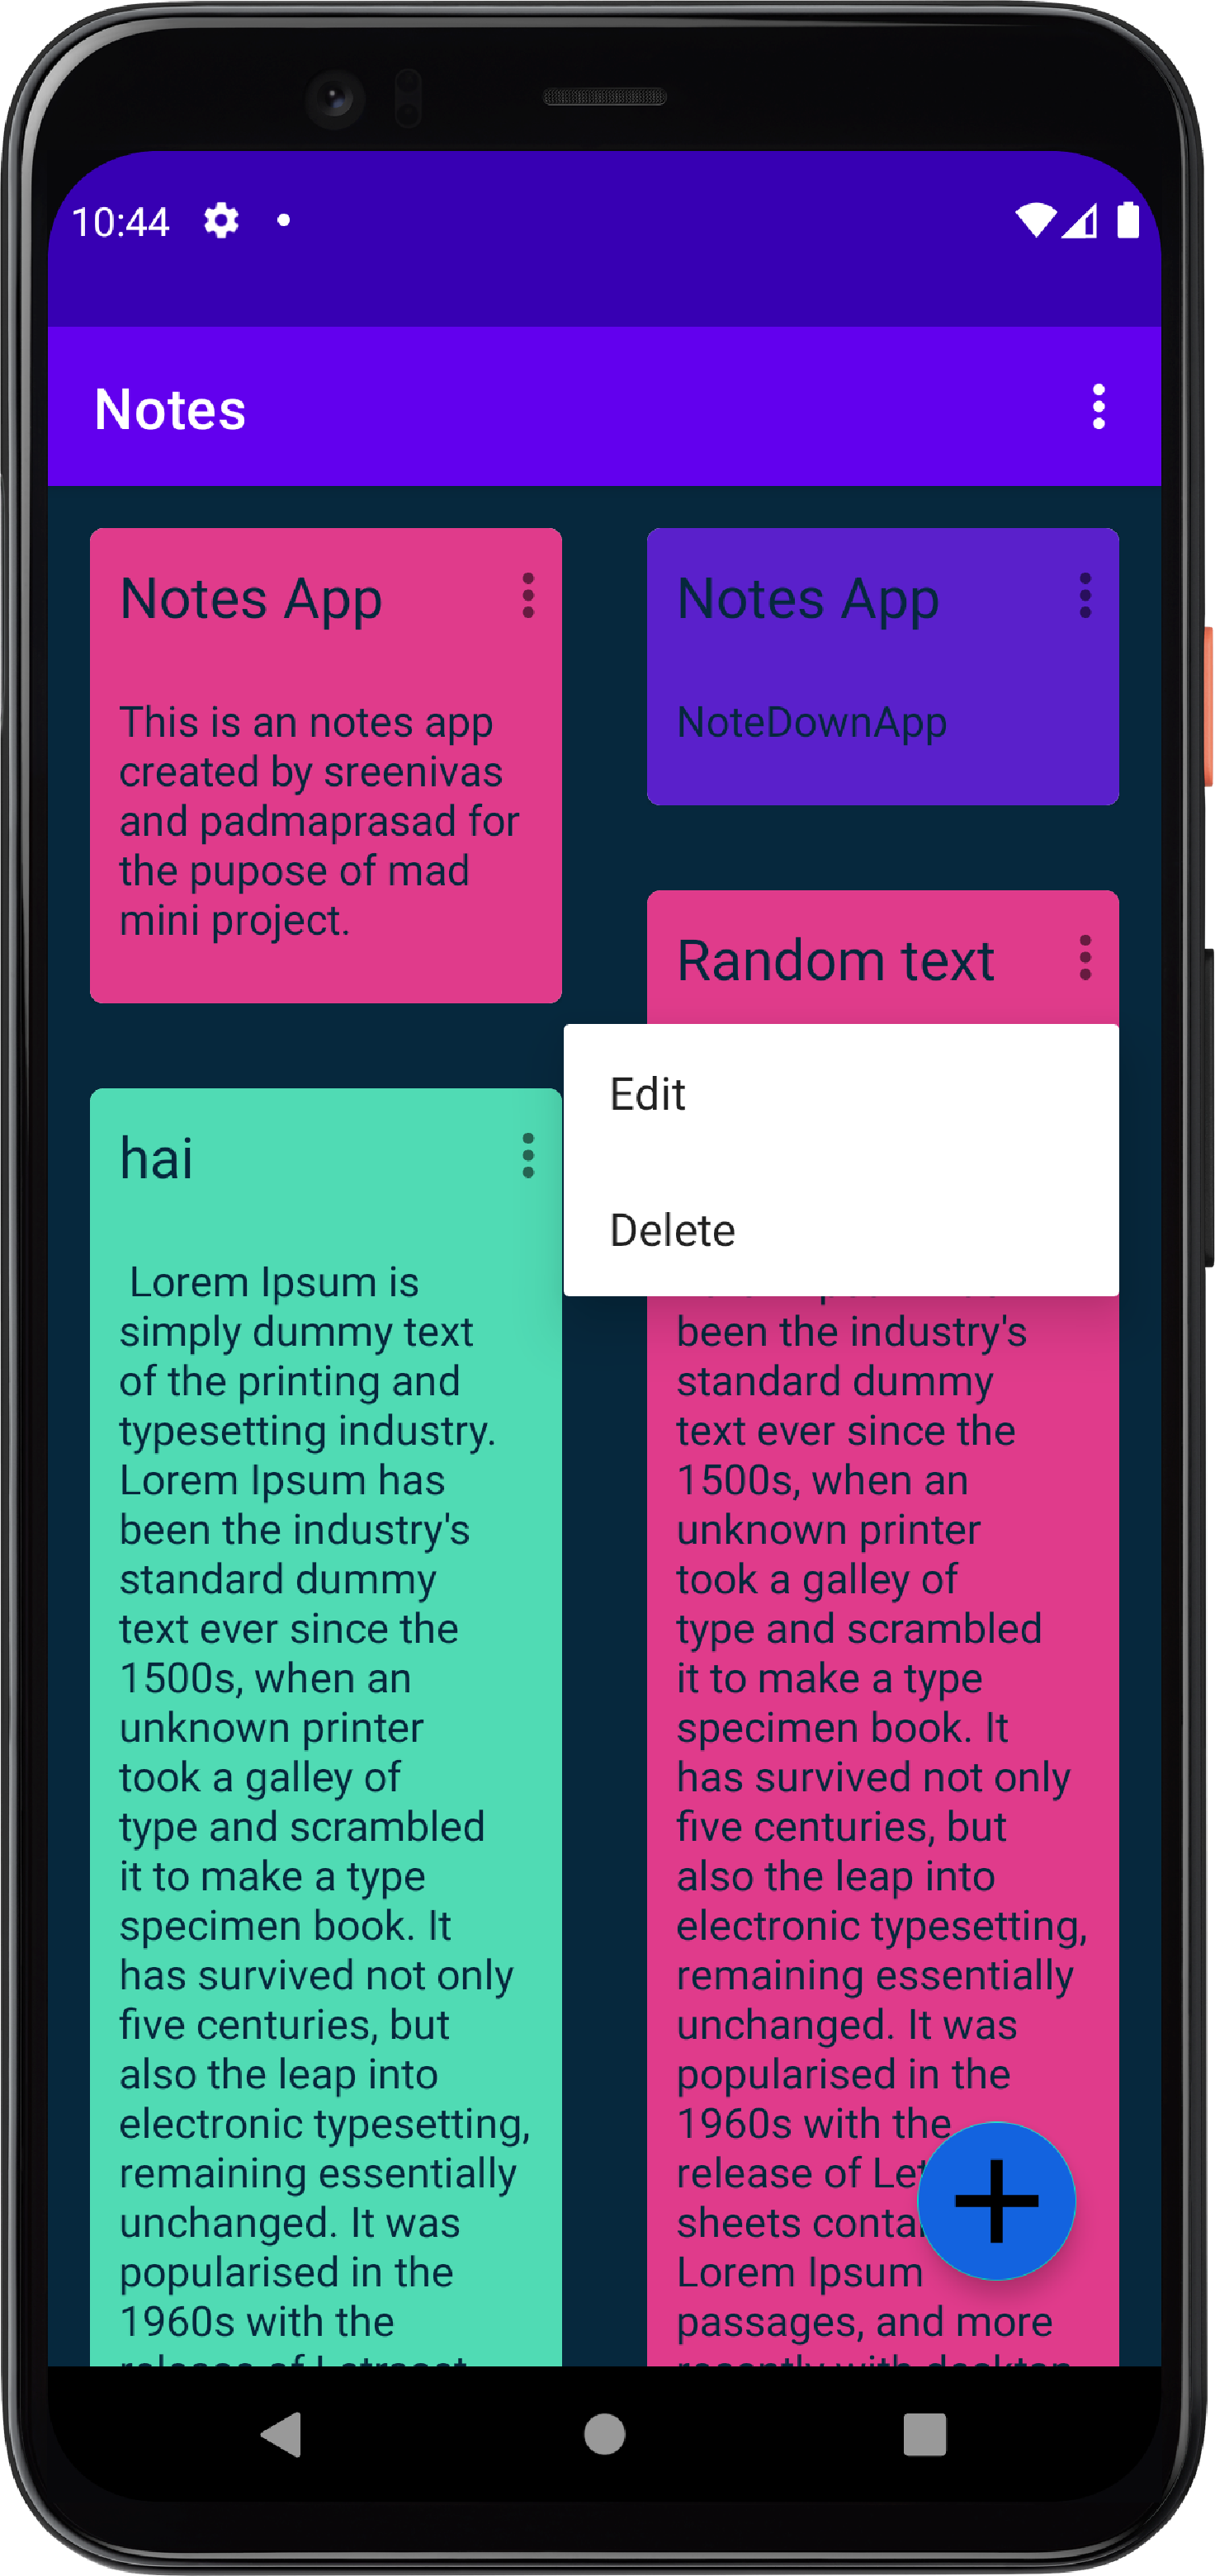 10:44
Notes
Notes App
This is an notes app
created by sreenivas
and padmaprasad for
the pupose of mad
mini project.
Notes App
NoteDownApp
hai
Lorem Ipsum is
simply dummy text
of the printing and
typesetting industry.
Lorem Ipsum has
been the industry's
standard dummy
text ever since the
1500s, when an
unknown printer
took a galley of
type and scrambled
it to make a type
specimen book. It
has survived not only
five centuries, but
also the leap into
electronic typesetting,
remaining essentially
unchanged. It was
popularised in the
1960s with the
release of Letraset
Random text
Edit
Delete
been the industry's
standard dummy
text ever since the
1500s, when an
unknown printer
took a galley of
type and scrambled
it to make a type
specimen book. It
has survived not only
five centuries, but
also the leap into
electronic typesetting,
remaining essentially
unchanged. It was
popularised in the
1960s with the
release of
sheets
Lorem Ipsum
passages, and more
recently with desktop